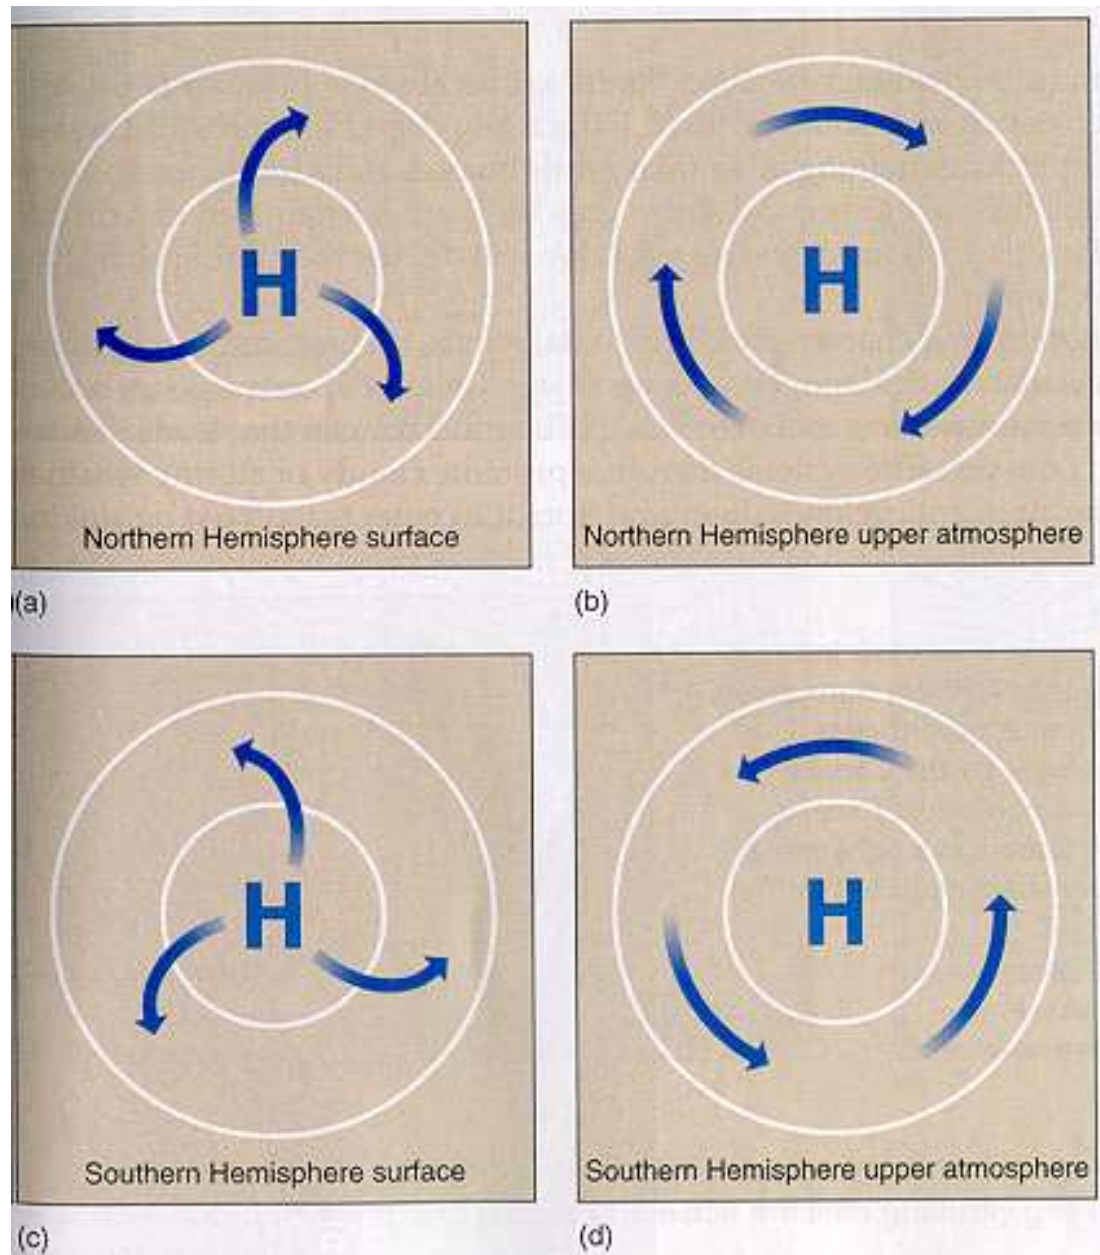 H
Northern Hemisphere surface
(a)
H
Northern Hemisphere upper atmosphere
(b)
H
Southern Hemisphere surface
(c)
H
Southern Hemisphere upper atmosphere
(d)